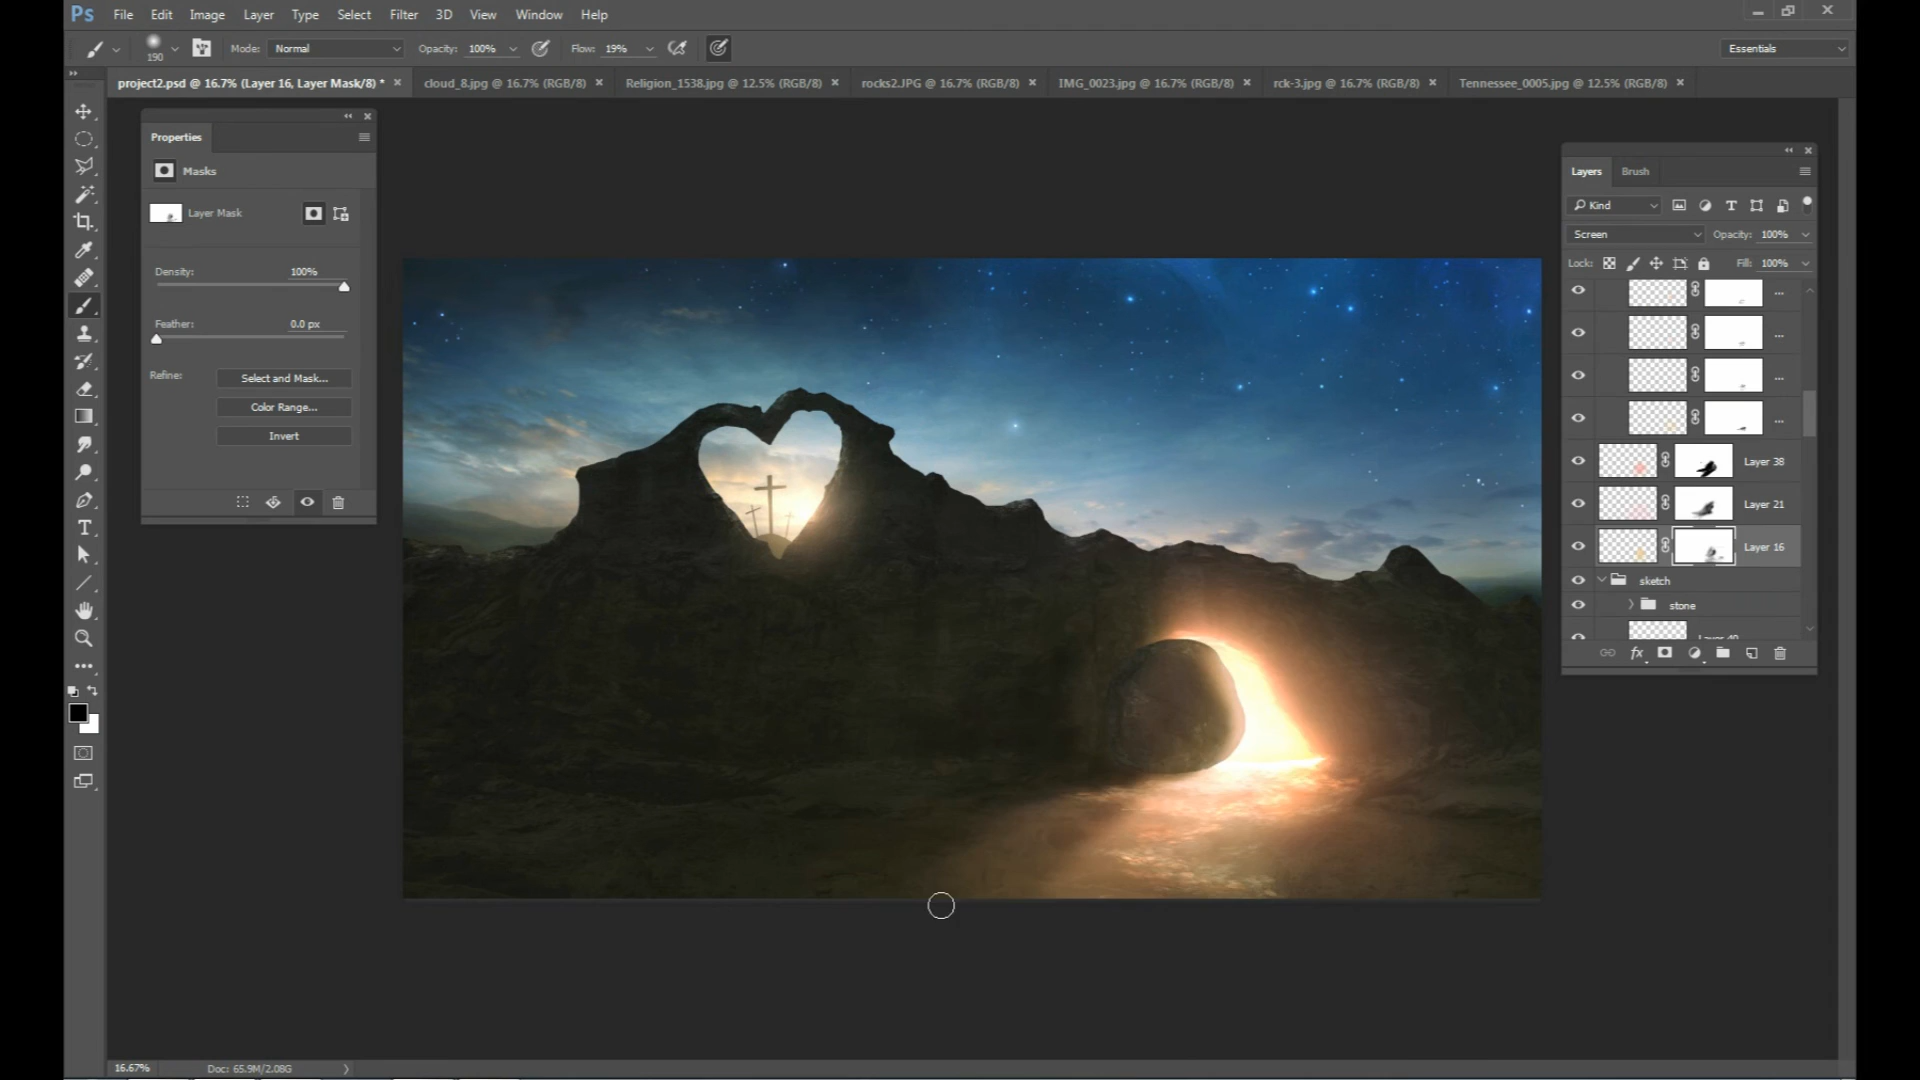 Ps File Edit Image Layer Type Select Filter 3D View Window Help
190 Mode: Normal Opacity: 100% Flow: 19% Essentials
project2.psd @ 16.7% (Layer 16, Layer Mask/8) * cloud_8.jpg @ 16.7% (RGB/8) Religion_1538.jpg @ 12.5% (RGB/8) rocks2.JPG @ 16.7% (RGB/8) IMG_0023.jpg @ 16.7% (RGB/8) rck-3.jpg @ 16.7% (RGB/8) Tennessee_0005.jpg @ 12.5% (RGB/8)
Properties
Masks
Layer Mask
Density: 100%
Feather: 0.0 px
Refine: Select and Mask...
Color Range...
Invert
Layers Brush
Kind
Screen Opacity: 100%
Lock: Fill: 100%
...
...
...
...
Layer 38
Layer 21
Layer 16
sketch
stone
Layer 40
fx
16.67% Doc: 65.9M/2.08G